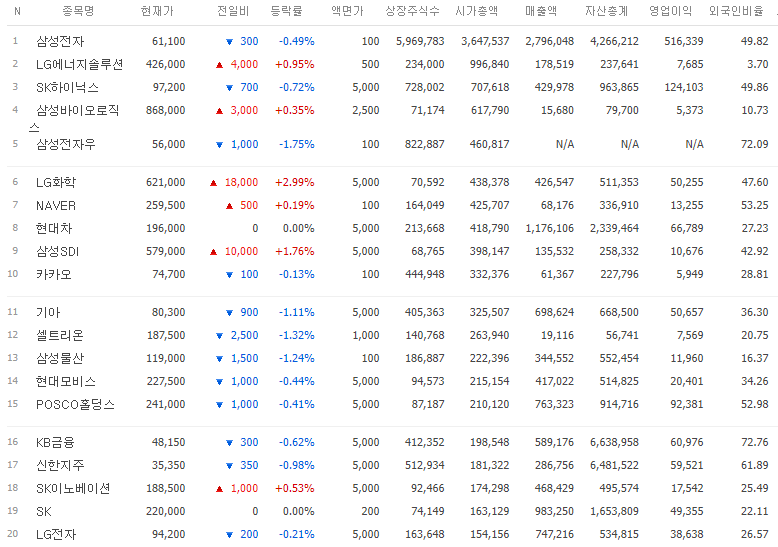 N 종목명 현재가 전일비 등락률 액면가 상장주식수 시가총액 매출액 자산총계 영업이익 외국인비율
1 삼성전자 61,100 ▼ 300 -0.49% 100 5,969,783 3,647,537 2,796,048 4,266,212 516,339 49.82
2 LG에너지솔루션 426,000 ▲ 4,000 +0.95% 500 234,000 996,840 178,519 237,641 7,685 3.70
3 SK하이닉스 97,200 ▼ 700 -0.72% 5,000 728,002 707,618 429,978 963,865 124,103 49.86
4 삼성바이오로직 868,000 ▲ 3,000 +0.35% 2,500 71,174 617,790 15,680 79,700 5,373 10.73
스
5 삼성전자우 56,000 ▼ 1,000 -1.75% 100 822,887 460,817 N/A N/A N/A 72.09
6 LG화학 621,000 ▲ 18,000 +2.99% 5,000 70,592 438,378 426,547 511,353 50,255 47.60
7 NAVER 259,500 ▲ 500 +0.19% 100 164,049 425,707 68,176 336,910 13,255 53.25
8 현대차 196,000 0 0.00% 5,000 213,668 418,790 1,176,106 2,339,464 66,789 27.23
9 삼성SDI 579,000 ▲ 10,000 +1.76% 5,000 68,765 398,147 135,532 258,332 10,676 42.92
10 카카오 74,700 ▼ 100 -0.13% 100 444,948 332,376 61,367 227,796 5,949 28.81
11 기아 80,300 ▼ 900 -1.11% 5,000 405,363 325,507 698,624 668,500 50,657 36.30
12 셀트리온 187,500 ▼ 2,500 -1.32% 1,000 140,768 263,940 19,116 56,741 7,569 20.75
13 삼성물산 119,000 ▼ 1,500 -1.24% 100 186,887 222,396 344,552 552,454 11,960 16.37
14 현대모비스 227,500 ▼ 1,000 -0.44% 5,000 94,573 215,154 417,022 514,825 20,401 34.26
15 POSCO홀딩스 241,000 ▼ 1,000 -0.41% 5,000 87,187 210,120 763,323 914,716 92,381 52.98
16 KB금융 48,150 ▼ 300 -0.62% 5,000 412,352 198,548 589,176 6,638,958 60,976 72.76
17 신한지주 35,350 ▼ 350 -0.98% 5,000 512,934 181,322 286,756 6,481,522 59,521 61.89
18 SK이노베이션 188,500 ▲ 1,000 +0.53% 5,000 92,466 174,298 468,429 495,574 17,542 25.49
19 SK 220,000 0 0.00% 200 74,149 163,129 983,250 1,653,809 49,355 22.11
20 LG전자 94,200 ▼ 200 -0.21% 5,000 163,648 154,156 747,216 534,815 38,638 26.57